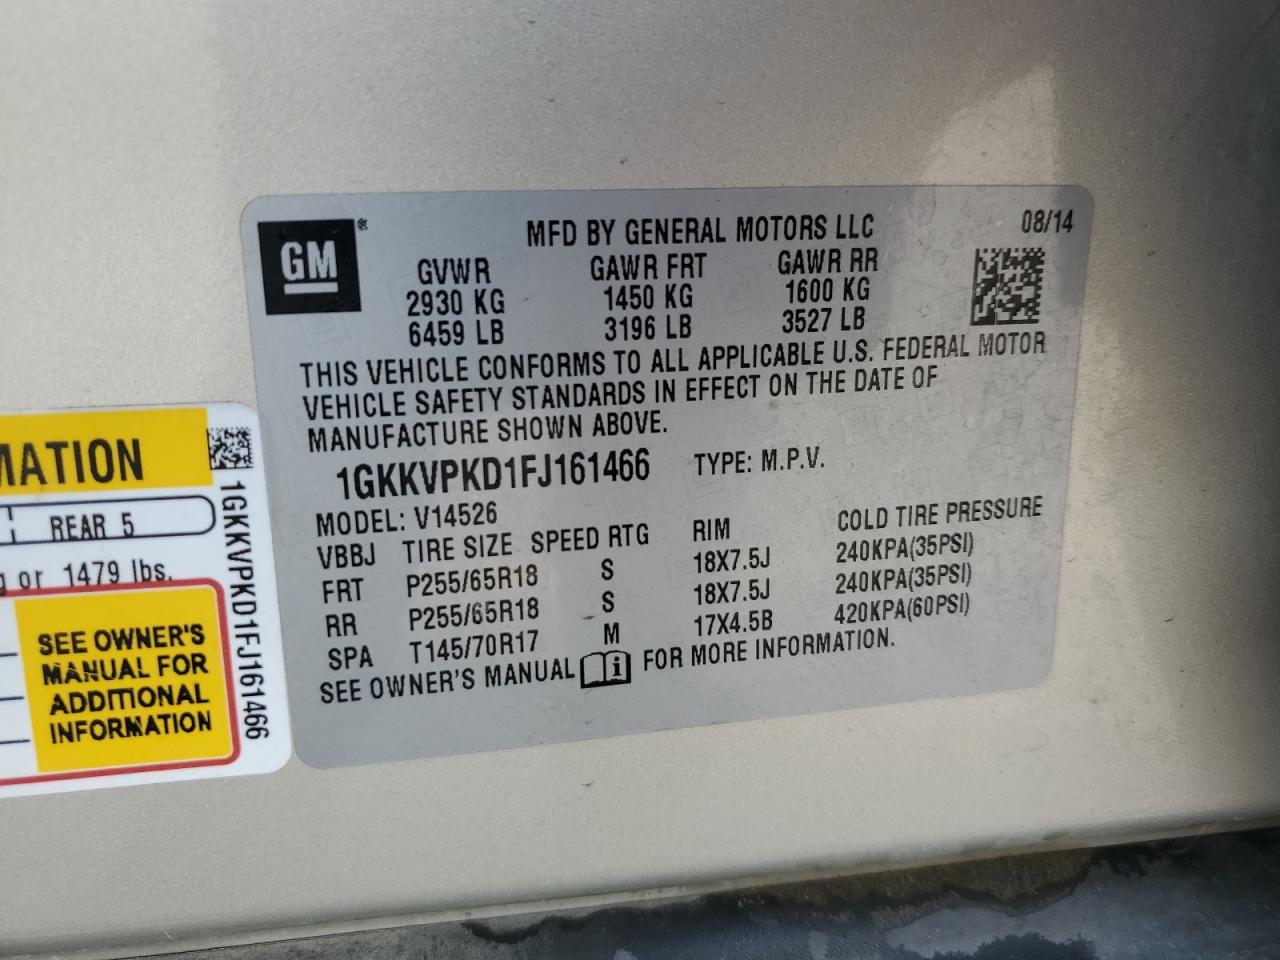 GM ®
MFD BY GENERAL MOTORS LLC 08/14
GVWR GAWR FRT GAWR RR
2930 KG 1450 KG 1600 KG
6459 LB 3196 LB 3527 LB
THIS VEHICLE CONFORMS TO ALL APPLICABLE U.S. FEDERAL MOTOR
VEHICLE SAFETY STANDARDS IN EFFECT ON THE DATE OF
MANUFACTURE SHOWN ABOVE.
1GKKVPKD1FJ161466 TYPE: M.P.V.
MODEL: V14526
VBBJ TIRE SIZE SPEED RTG RIM COLD TIRE PRESSURE
FRT P255/65R18 S 18X7.5J 240KPA(35PSI)
RR P255/65R18 S 18X7.5J 240KPA(35PSI)
SPA T145/70R17 M 17X4.5B 420KPA(60PSI)
SEE OWNER'S MANUAL i FOR MORE INFORMATION.
MATION
REAR 5
or 1479 lbs.
SEE OWNER'S
MANUAL FOR
ADDITIONAL
INFORMATION
1GKKVPKD1FJ161466